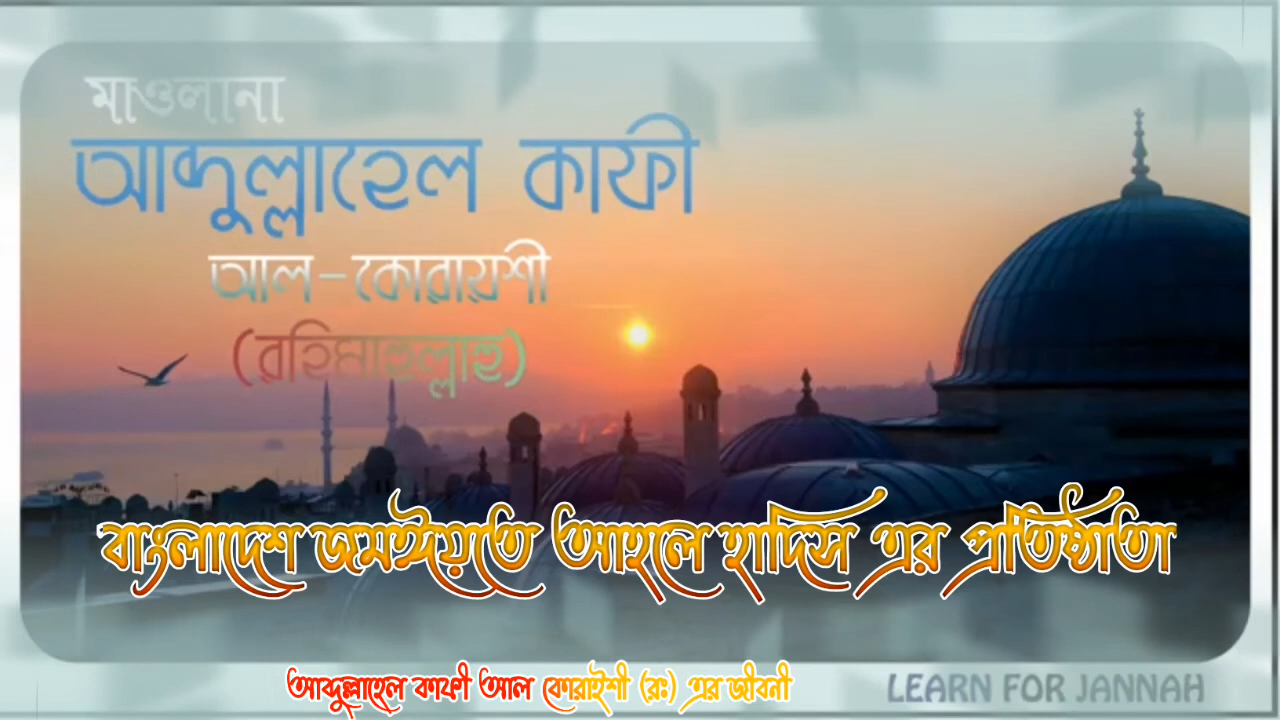 মাওলানা
আব্দুল্লাহেল কাফী
আল-কোরায়শী
(রহিমাহুল্লাহ)
বাংলাদেশ জমঈয়তে আহলে হাদিস এর প্রতিষ্ঠাতা
আব্দুল্লাহেল কাফী আল কোরাইশী (রঃ) এর জীবনী
LEARN FOR JANNAH